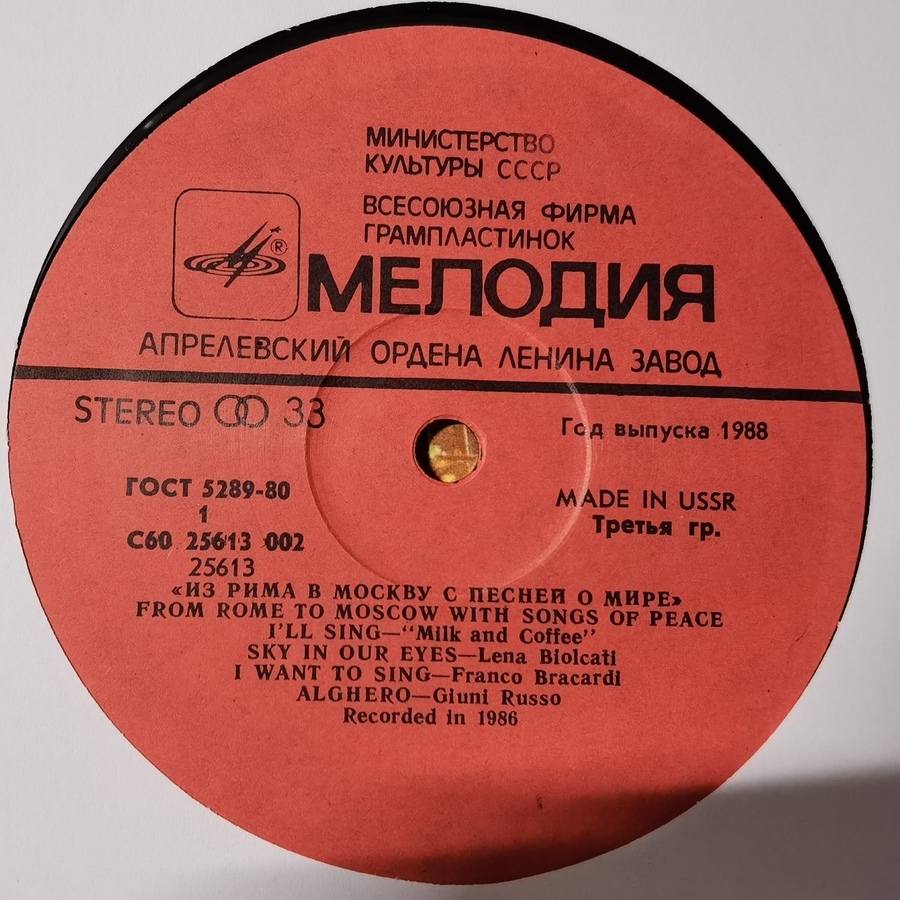 МИНИСТЕРСТВО
КУЛЬТУРЫ СССР
ВСЕСОЮЗНАЯ ФИРМА
ГРАМПЛАСТИНОК
®
МЕЛОДИЯ
АПРЕЛЕВСКИЙ ОРДЕНА ЛЕНИНА ЗАВОД
STEREO 33
Год выпуска 1988
ГОСТ 5289-80
1
С60 25613 002
25613
MADE IN USSR
Третья гр.
«ИЗ РИМА В МОСКВУ С ПЕСНЕЙ О МИРЕ»
FROM ROME TO MOSCOW WITH SONGS OF PEACE
I'LL SING—"Milk and Coffee"
SKY IN OUR EYES—Lena Biolcati
I WANT TO SING—Franco Bracardi
ALGHERO—Giuni Russo
Recorded in 1986